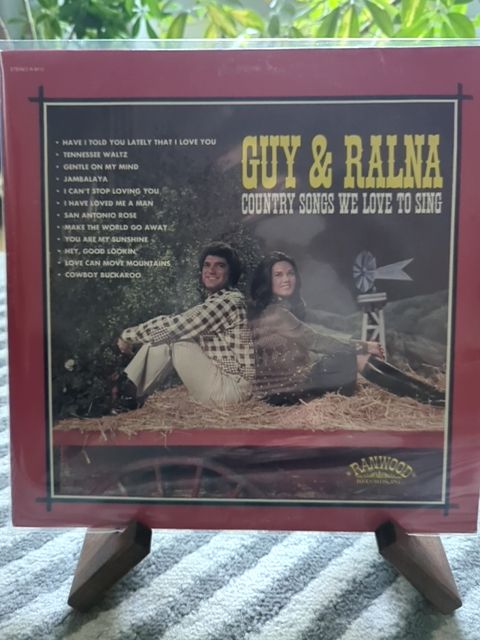 GUY & RALNA
COUNTRY SONGS WE LOVE TO SING
• HAVE I TOLD YOU LATELY THAT I LOVE YOU
• TENNESSEE WALTZ
• GENTLE ON MY MIND
• JAMBALAYA
• I CAN'T STOP LOVING YOU
• I HAVE LOVED ME A MAN
• SAN ANTONIO ROSE
• MAKE THE WORLD GO AWAY
• YOU ARE MY SUNSHINE
• HEY, GOOD LOOKIN'
• LOVE CAN MOVE MOUNTAINS
• COWBOY BUCKAROO
RANWOOD
RECORDS, INC.